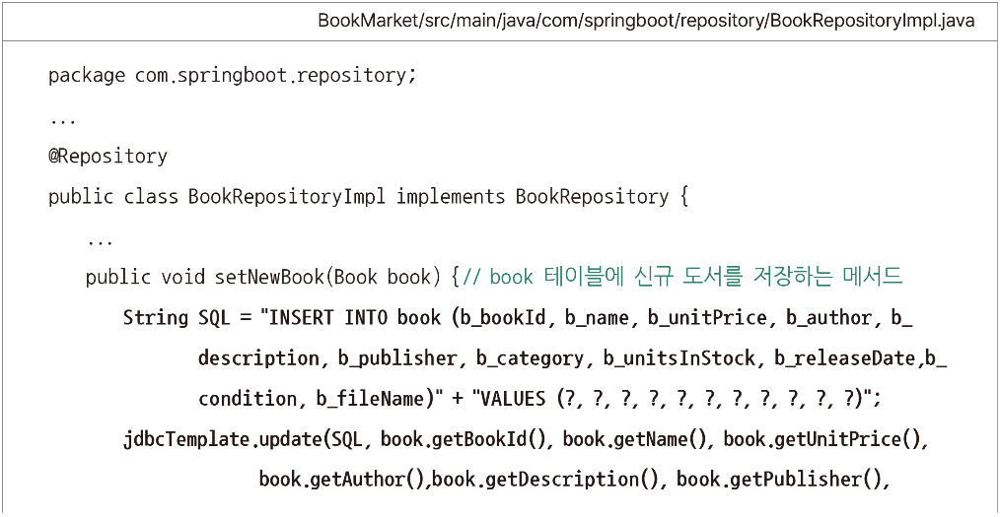 BookMarket/src/main/java/com/springboot/repository/BookRepositoryImpl.java
package com.springboot.repository;
...
@Repository
public class BookRepositoryImpl implements BookRepository {
...
public void setNewBook(Book book) {// book 테이블에 신규 도서를 저장하는 메서드
String SQL = "INSERT INTO book (b_bookId, b_name, b_unitPrice, b_author, b_
description, b_publisher, b_category, b_unitsInStock, b_releaseDate,b_
condition, b_fileName)" + "VALUES (?, ?, ?, ?, ?, ?, ?, ?, ?, ?, ?)";
jdbcTemplate.update(SQL, book.getBookId(), book.getName(), book.getUnitPrice(),
book.getAuthor(),book.getDescription(), book.getPublisher(),